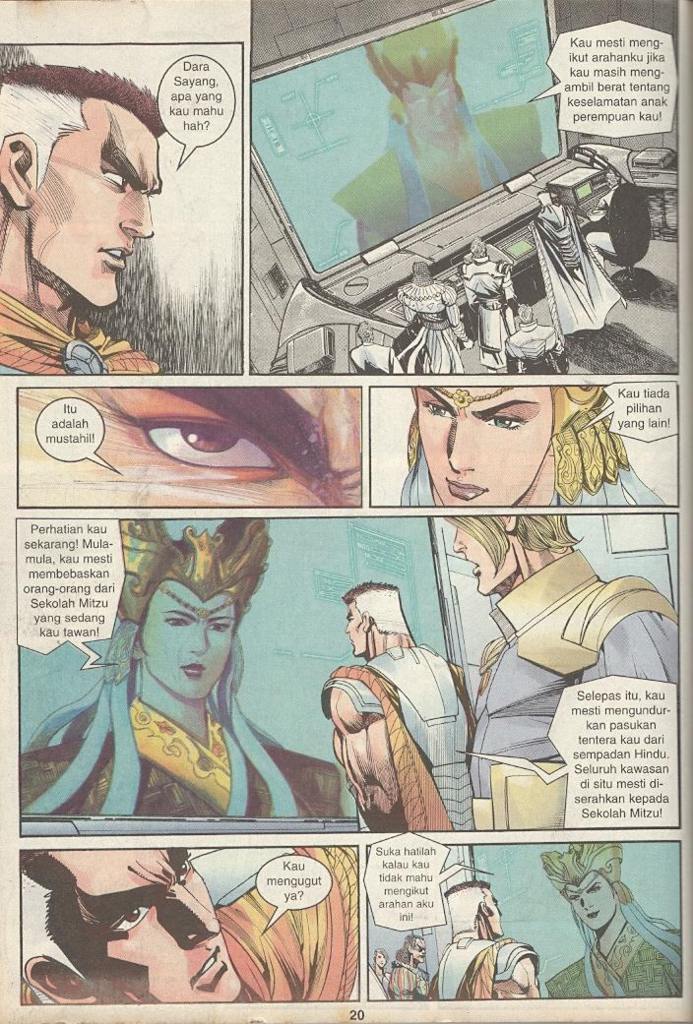 Dara
Sayang,
apa yang
kau mahu
hah?
Kau mesti meng-
ikut arahanku jika
kau masih meng-
ambil berat tentang
keselamatan anak
perempuan kau!
Itu
adalah
mustahil!
Kau tiada
pilihan
yang lain!
Perhatian kau
sekarang! Mula-
mula, kau mesti
membebaskan
orang-orang dari
Sekolah Mitzu
yang sedang
kau tawan!
Selepas itu, kau
mesti mengundur-
kan pasukan
tentera kau dari
sempadan Hindu.
Seluruh kawasan
di situ mesti di-
serahkan kepada
Sekolah Mitzu!
Kau
mengugut
ya?
Suka hatilah
kalau kau
tidak mahu
mengikut
arahan aku
ini!
20